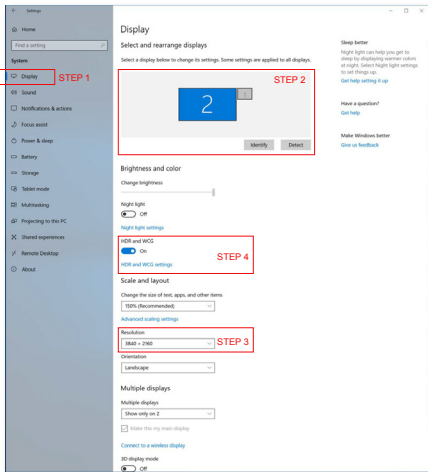 Settings
Home
Find a setting
System
Display
STEP 1
Sound
Notifications & actions
Focus assist
Power & sleep
Battery
Storage
Tablet mode
Multitasking
Projecting to this PC
Shared experiences
Remote Desktop
About
Display
Select and rearrange displays
Select a display below to change its settings. Some settings are applied to all displays.
STEP 2
2
1
Identify
Detect
Brightness and color
Change brightness
Night light
Off
Night light settings
HDR and WCG
On
STEP 4
HDR and WCG settings
Scale and layout
Change the size of text, apps, and other items
150% (Recommended)
Advanced scaling settings
Resolution
3840 × 2160
STEP 3
Orientation
Landscape
Multiple displays
Multiple displays
Show only on 2
Make this my main display
Connect to a wireless display
3D display mode
Off
Sleep better
Night light can help you get to
sleep by displaying warmer colors
at night. Select Night light settings
to set things up.
Get help setting it up
Have a question?
Get help
Make Windows better
Give us feedback